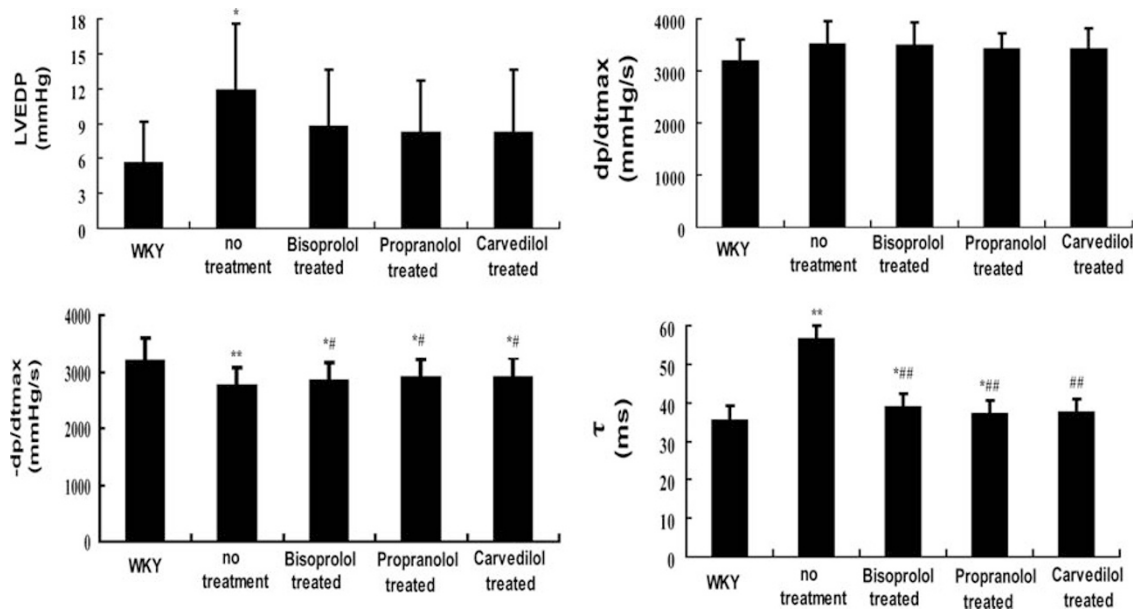 LVEDP
(mmHg)
18
15
12
9
6
3
0
*
WKY
no
treatment
Bisoprolol
treated
Propranolol
treated
Carvedilol
treated
dp/dtmax
(mmHg/s)
4000
3000
2000
1000
0
WKY
no
treatment
Bisoprolol
treated
Propranolol
treated
Carvedilol
treated
-dp/dtmax
(mmHg/s)
4000
3000
2000
1000
0
**
*#
*#
*#
WKY
no
treatment
Bisoprolol
treated
Propranolol
treated
Carvedilol
treated
τ
(ms)
60
50
40
30
20
10
0
**
*##
*##
##
WKY
no
treatment
Bisoprolol
treated
Propranolol
treated
Carvedilol
treated